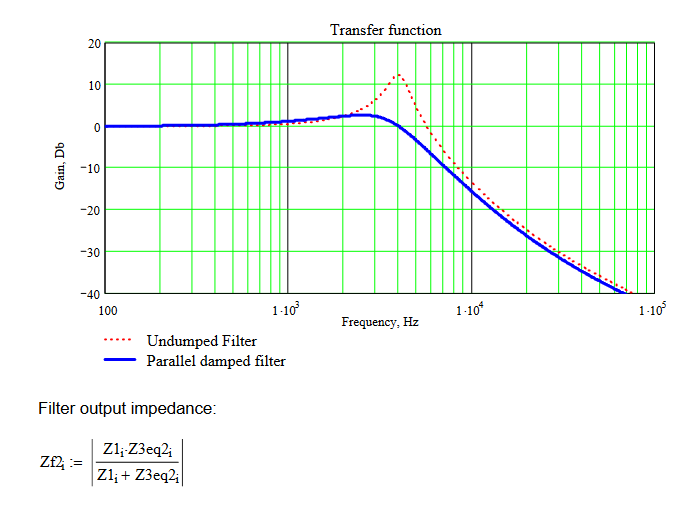 Transfer function
20
10
0
−10
−20
−30
−40
Gain, Db
100 1·10³ 1·10⁴ 1·10⁵
Frequency, Hz
Undumped Filter
Parallel damped filter
Filter output impedance:
Zf2ᵢ := |(Z1ᵢ·Z3eq2ᵢ)/(Z1ᵢ + Z3eq2ᵢ)|